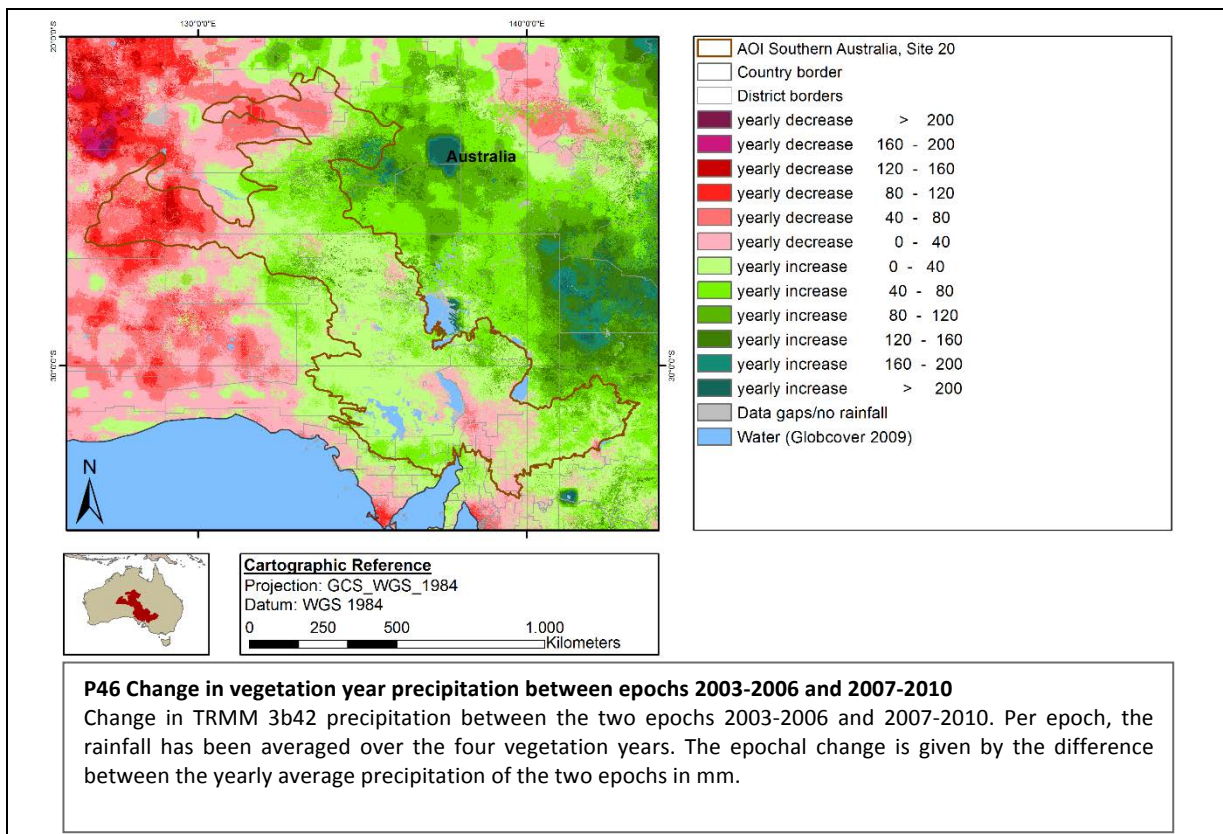 130°0'0"E
140°0'0"E
20°0'0"S
20°0'0"S
Australia
30°0'0"S
30°0'0"S
N
AOI Southern Australia, Site 20
Country border
District borders
yearly decrease > 200
yearly decrease 160 - 200
yearly decrease 120 - 160
yearly decrease 80 - 120
yearly decrease 40 - 80
yearly decrease 0 - 40
yearly increase 0 - 40
yearly increase 40 - 80
yearly increase 80 - 120
yearly increase 120 - 160
yearly increase 160 - 200
yearly increase > 200
Data gaps/no rainfall
Water (Globcover 2009)
Cartographic Reference
Projection: GCS_WGS_1984
Datum: WGS 1984
0 250 500 1.000
Kilometers
P46 Change in vegetation year precipitation between epochs 2003-2006 and 2007-2010
Change in TRMM 3b42 precipitation between the two epochs 2003-2006 and 2007-2010. Per epoch, the
rainfall has been averaged over the four vegetation years. The epochal change is given by the difference
between the yearly average precipitation of the two epochs in mm.